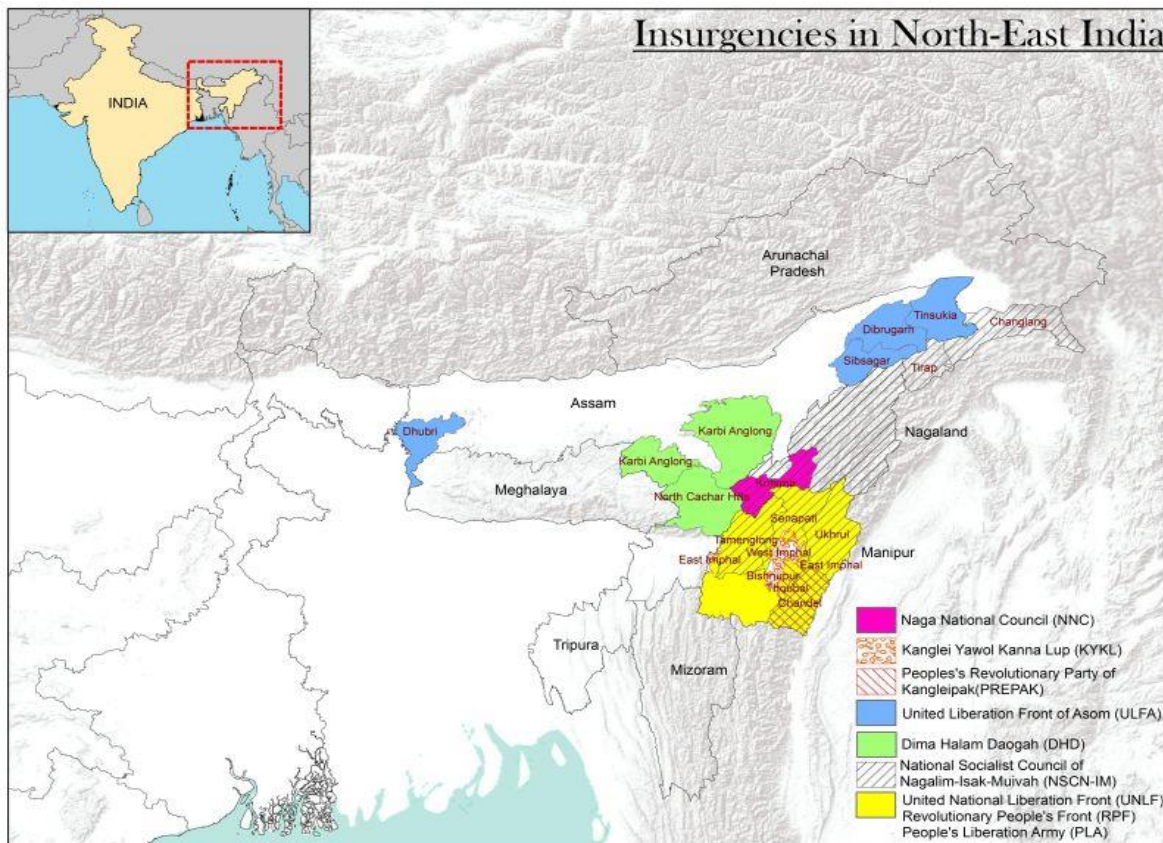 Insurgencies in North-East India
INDIA
Arunachal
Pradesh
Tinsukia
Changlang
Dibrugarh
Sibsagar
Tirap
Assam
Dhubri
Karbi Anglong
Nagaland
Karbi Anglong
Kohima
Meghalaya
North Cachar Hills
Senapati
Ukhrul
Tamenglong
West Imphal
Manipur
East Imphal
East Imphal
Bishnupur
Thoubal
Chandel
Tripura
Mizoram
Naga National Council (NNC)
Kanglei Yawol Kanna Lup (KYKL)
Peoples's Revolutionary Party of
Kangleipak(PREPAK)
United Liberation Front of Asom (ULFA)
Dima Halam Daogah (DHD)
National Socialist Council of
Nagalim-Isak-Muivah (NSCN-IM)
United National Liberation Front (UNLF)
Revolutionary People's Front (RPF)
People's Liberation Army (PLA)